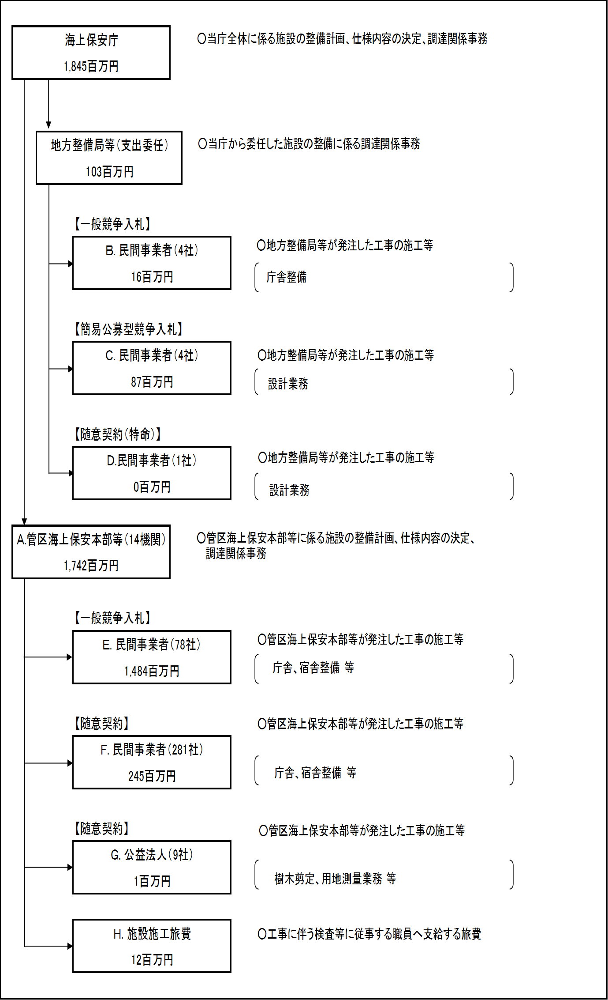 海上保安庁
1,845百万円
〇当庁全体に係る施設の整備計画、仕様内容の決定、調達関係事務
地方整備局等(支出委任)
103百万円
〇当庁から委任した施設の整備に係る調達関係事務
【一般競争入札】
B. 民間事業者(4社)
16百万円
〇地方整備局等が発注した工事の施工等
庁舎整備
【簡易公募型競争入札】
C. 民間事業者(4社)
87百万円
〇地方整備局等が発注した工事の施工等
設計業務
【随意契約(特命)】
D.民間事業者(1社)
0百万円
〇地方整備局等が発注した工事の施工等
設計業務
A.管区海上保安本部等(14機関)
1,742百万円
〇管区海上保安本部等に係る施設の整備計画、仕様内容の決定、
調達関係事務
【一般競争入札】
E. 民間事業者(78社)
1,484百万円
〇管区海上保安本部等が発注した工事の施工等
庁舎、宿舎整備 等
【随意契約】
F. 民間事業者(281社)
245百万円
〇管区海上保安本部等が発注した工事の施工等
庁舎、宿舎整備 等
【随意契約】
G. 公益法人(9社)
1百万円
〇管区海上保安本部等が発注した工事の施工等
樹木剪定、用地測量業務 等
H. 施設施工旅費
12百万円
〇工事に伴う検査等に従事する職員へ支給する旅費